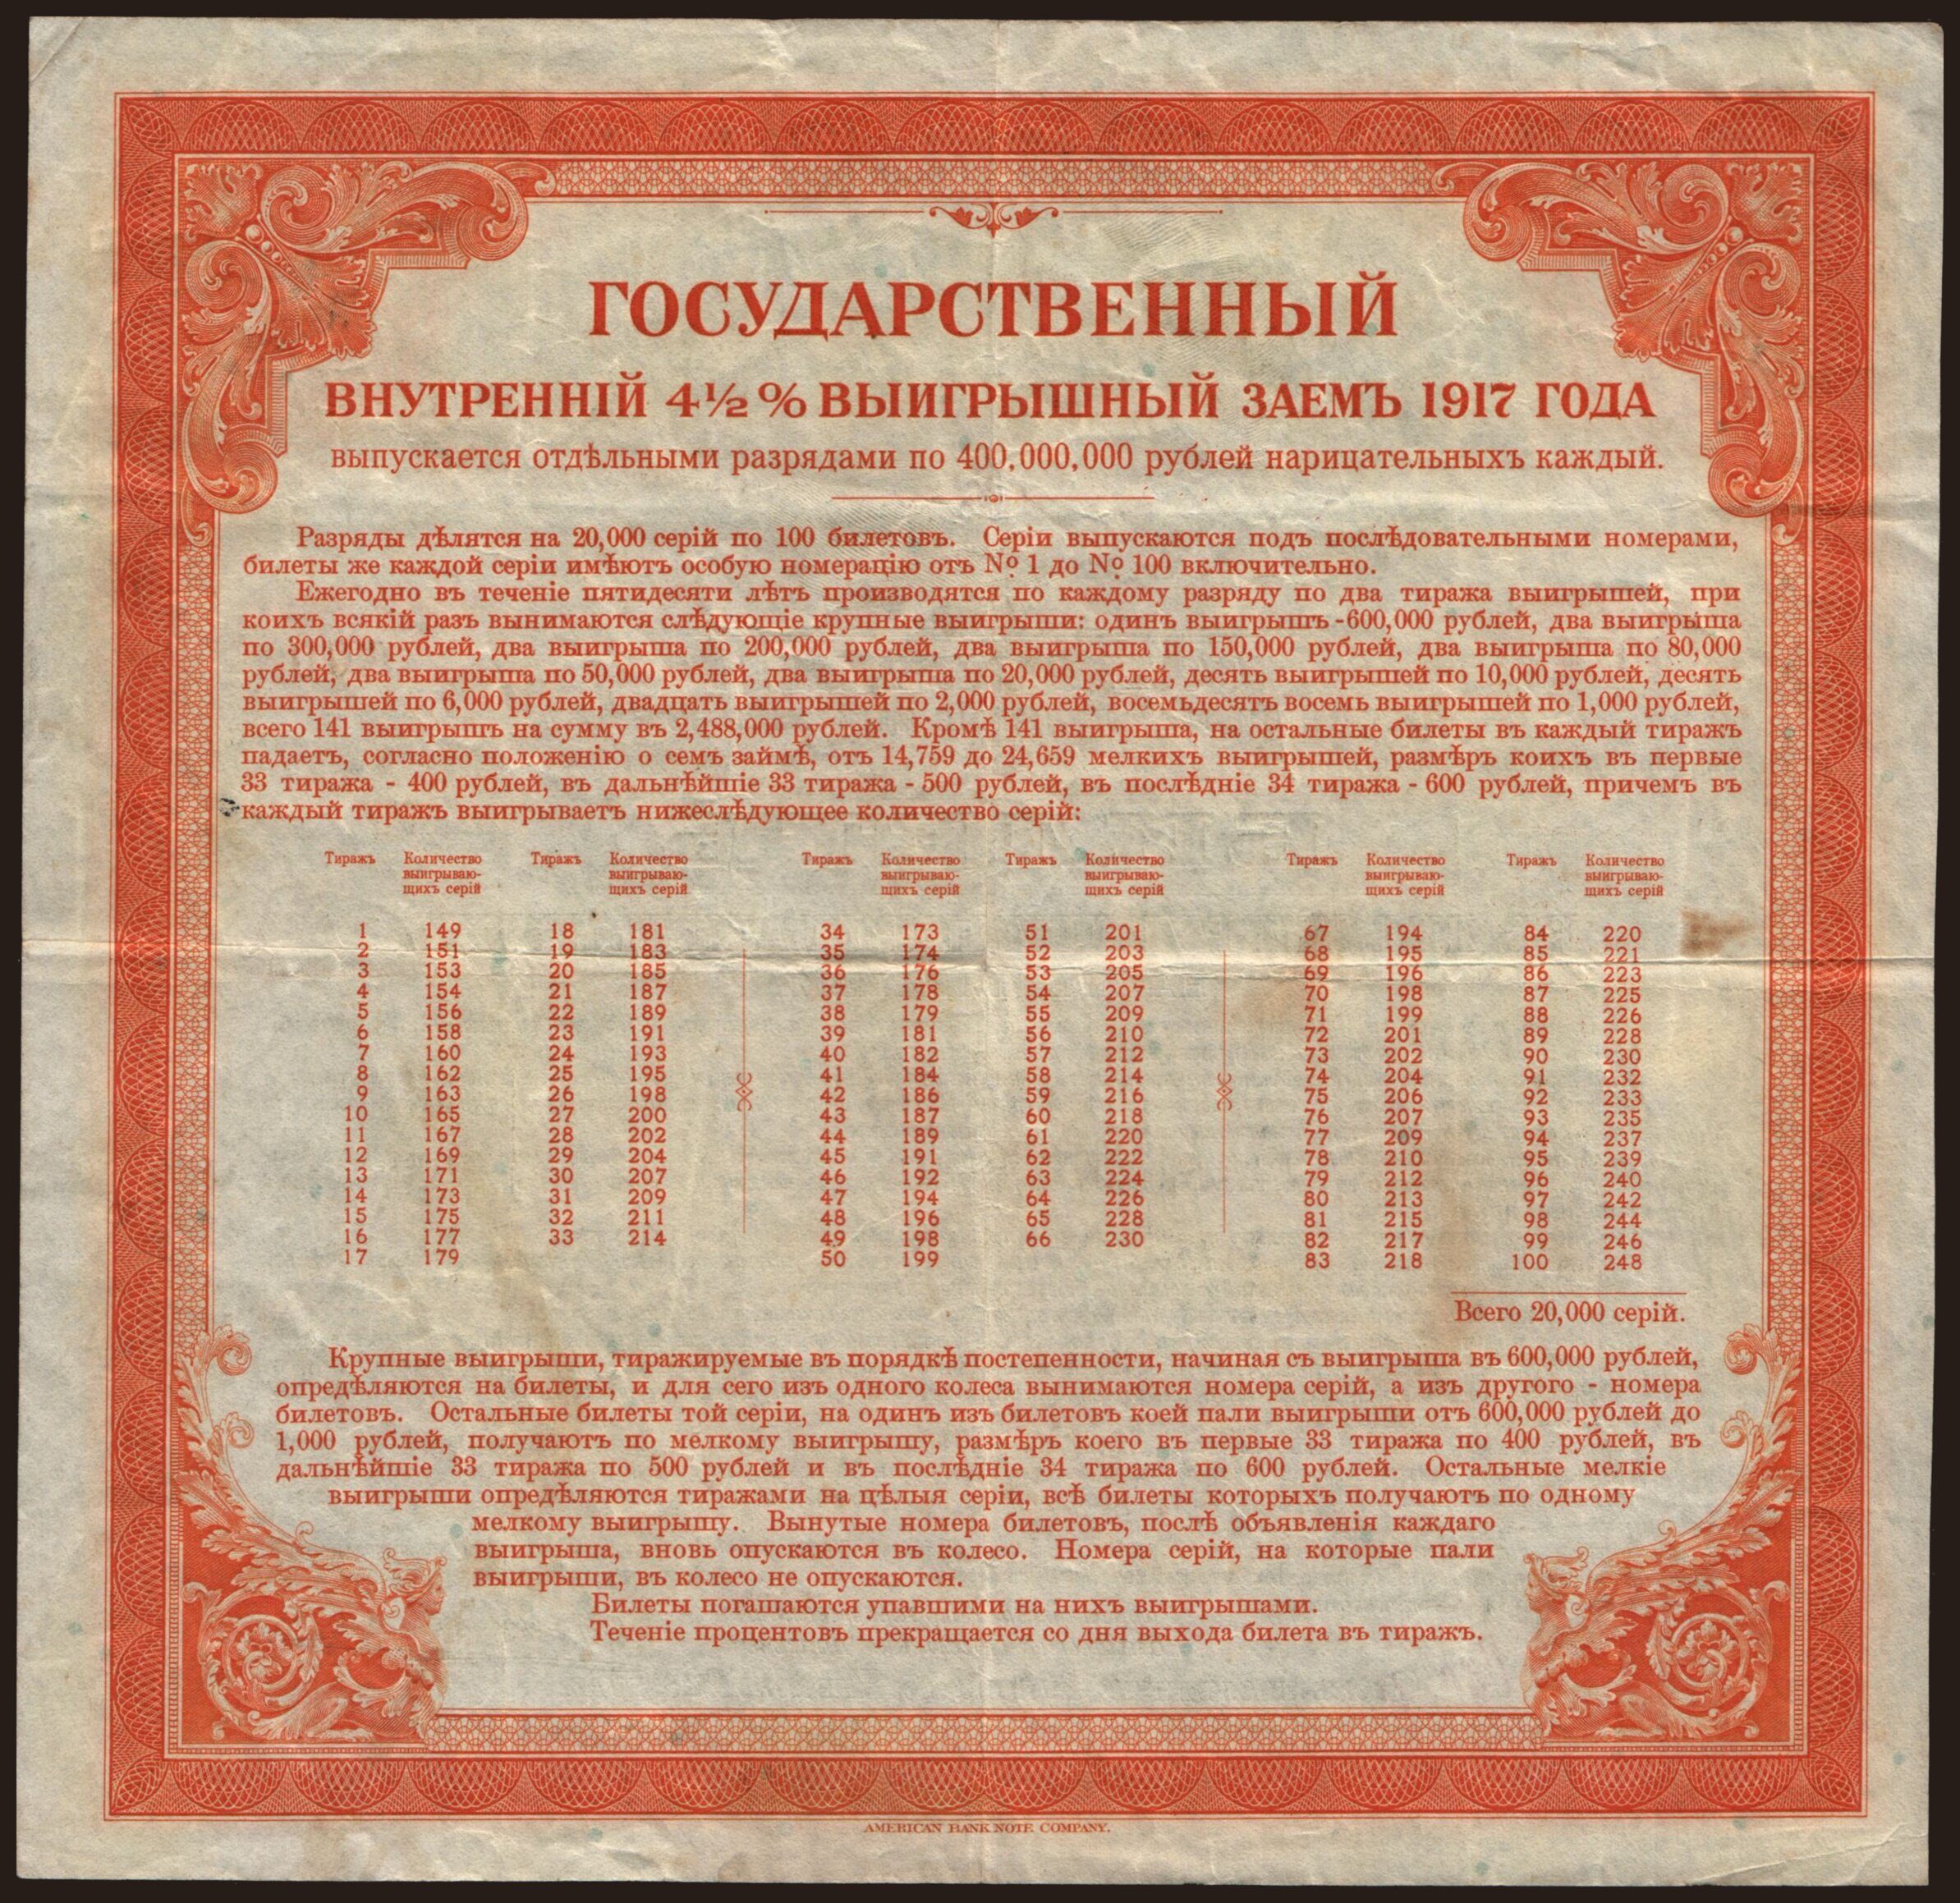 ГОСУДАРСТВЕННЫЙ
ВНУТРЕННІЙ 4½% ВЫИГРЫШНЫЙ ЗАЕМЪ 1917 ГОДА
выпускается отдѣльными разрядами по 400,000,000 рублей нарицательныхъ каждый.
Разряды дѣлятся на 20,000 серій по 100 билетовъ. Серіи выпускаются подъ послѣдовательными номерами,
билеты же каждой серіи имѣютъ особую номерацію отъ № 1 до № 100 включительно.
Ежегодно въ теченіе пятидесяти лѣтъ производятся по каждому разряду по два тиража выигрышей, при
коихъ всякій разъ вынимаются слѣдующіе крупные выигрыши: одинъ выигрышъ - 600,000 рублей, два выигрыша
по 300,000 рублей, два выигрыша по 200,000 рублей, два выигрыша по 150,000 рублей, два выигрыша по 80,000
рублей, два выигрыша по 50,000 рублей, два выигрыша по 20,000 рублей, десять выигрышей по 10,000 рублей, десять
выигрышей по 6,000 рублей, двадцать выигрышей по 2,000 рублей, восемьдесятъ восемь выигрышей по 1,000 рублей,
всего 141 выигрышъ на сумму въ 2,488,000 рублей. Кромѣ 141 выигрыша, на остальные билеты въ каждый тиражъ
падаетъ, согласно положенію о семъ займѣ, отъ 14,759 до 24,659 мелкихъ выигрышей, размѣръ коихъ въ первые
33 тиража - 400 рублей, въ дальнѣйшіе 33 тиража - 500 рублей, въ послѣдніе 34 тиража - 600 рублей, причемъ въ
каждый тиражъ выигрываетъ нижеслѣдующее количество серій:
Тиражъ Количество Тиражъ Количество Тиражъ Количество Тиражъ Количество Тиражъ Количество Тиражъ Количество
выигрываю- выигрываю- выигрываю- выигрываю- выигрываю- выигрываю-
щихъ серій щихъ серій щихъ серій щихъ серій щихъ серій щихъ серій
1 149 18 181 34 173 51 201 67 194 84 220
2 151 19 183 35 174 52 203 68 195 85 221
3 153 20 185 36 176 53 205 69 196 86 223
4 154 21 187 37 178 54 207 70 198 87 225
5 156 22 189 38 179 55 209 71 199 88 226
6 158 23 191 39 181 56 210 72 201 89 228
7 160 24 193 40 182 57 212 73 202 90 230
8 162 25 195 41 184 58 214 74 204 91 232
9 163 26 198 42 186 59 216 75 206 92 233
10 165 27 200 43 187 60 218 76 207 93 235
11 167 28 202 44 189 61 220 77 209 94 237
12 169 29 204 45 191 62 222 78 210 95 239
13 171 30 207 46 192 63 224 79 212 96 240
14 173 31 209 47 194 64 226 80 213 97 242
15 175 32 211 48 196 65 228 81 215 98 244
16 177 33 214 49 198 66 230 82 217 99 246
17 179 50 199 83 218 100 248
Всего 20,000 серій.
Крупные выигрыши, тиражируемые въ порядкѣ постепенности, начиная съ выигрыша въ 600,000 рублей,
опредѣляются на билеты, и для сего изъ одного колеса вынимаются номера серій, а изъ другого - номера
билетовъ. Остальные билеты той серіи, на одинъ изъ билетовъ коей пали выигрыши отъ 600,000 рублей до
1,000 рублей, получаютъ по мелкому выигрышу, размѣръ коего въ первые 33 тиража по 400 рублей, въ
дальнѣйшіе 33 тиража по 500 рублей и въ послѣдніе 34 тиража по 600 рублей. Остальные мелкіе
выигрыши опредѣляются тиражами на цѣлыя серіи, всѣ билеты которыхъ получаютъ по одному
мелкому выигрышу. Вынутые номера билетовъ, послѣ объявленія каждаго
выигрыша, вновь опускаются въ колесо. Номера серій, на которые пали
выигрыши, въ колесо не опускаются.
Билеты погашаются упавшими на нихъ выигрышами.
Теченіе процентовъ прекращается со дня выхода билета въ тиражъ.
AMERICAN BANK NOTE COMPANY.